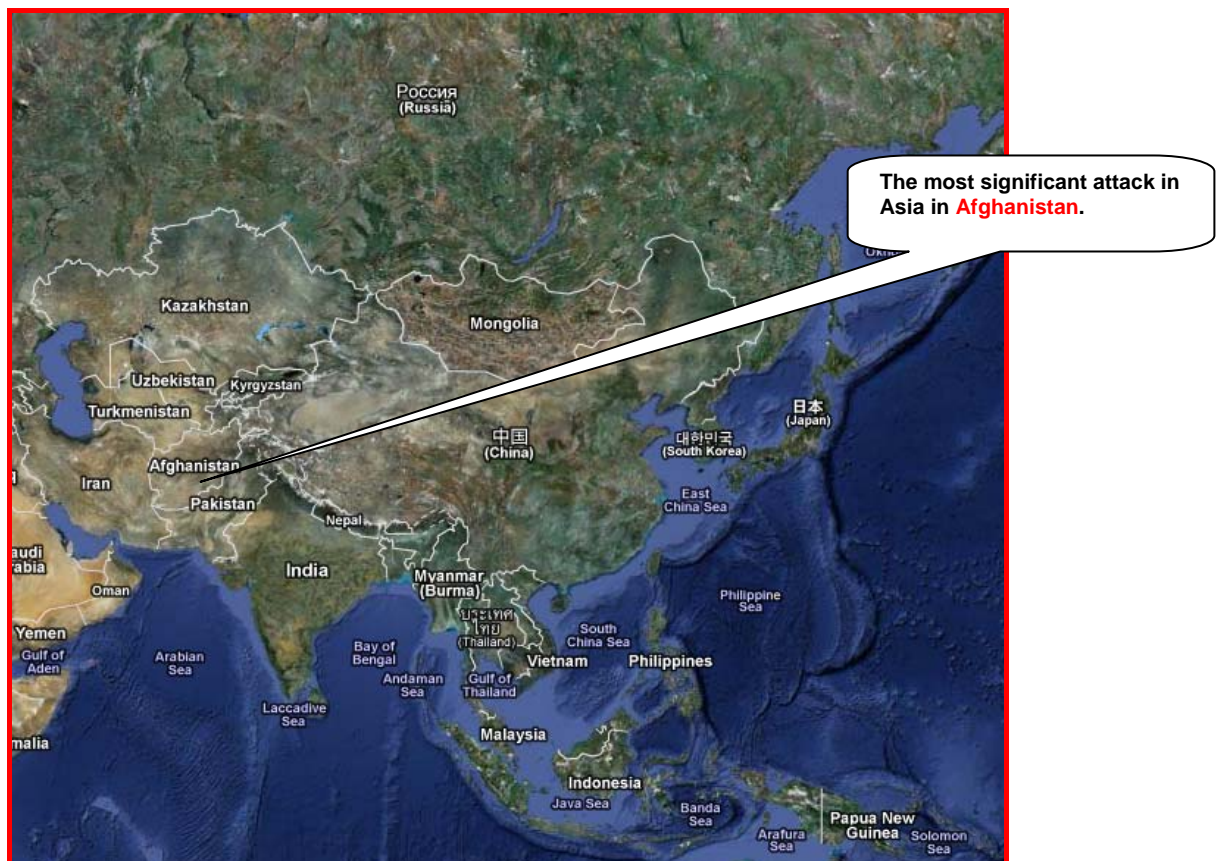 Россия
(Russia)
The most significant attack in
Asia in Afghanistan.
Kazakhstan
Mongolia
Uzbekistan
Kyrgyzstan
Turkmenistan
日本
(Japan)
中国
(China)
대한민국
(South Korea)
Afghanistan
Iran
Pakistan
East
China Sea
Nepal
audi
rabia
India
Oman
Myanmar
(Burma)
Philippine
Sea
ประเทศ
ไทย
(Thailand)
Yemen
Gulf of
Aden
Arabian
Sea
Bay of
Bengal
South
China Sea
Vietnam
Philippines
Andaman
Sea
Gulf of
Thailand
Laccadive
Sea
malia
Malaysia
Indonesia
Java Sea
Banda
Sea
Papua New
Guinea
Arafura
Sea
Solomon
Sea